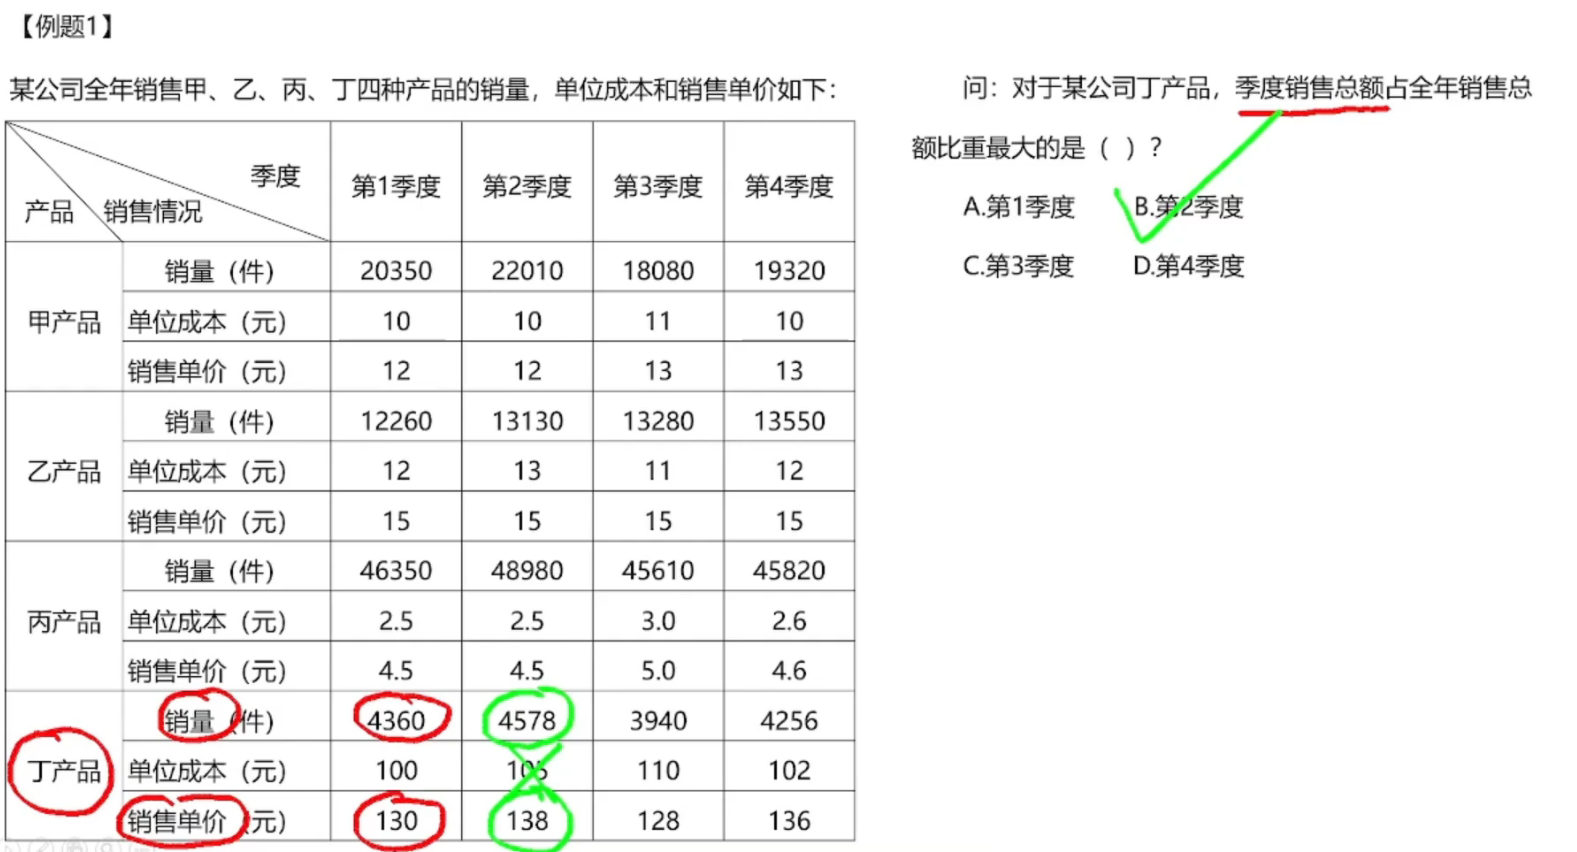 【例题1】
某公司全年销售甲、乙、丙、丁四种产品的销量，单位成本和销售单价如下：
季度
产品 销售情况 第1季度 第2季度 第3季度 第4季度
甲产品 销量（件） 20350 22010 18080 19320
单位成本（元） 10 10 11 10
销售单价（元） 12 12 13 13
乙产品 销量（件） 12260 13130 13280 13550
单位成本（元） 12 13 11 12
销售单价（元） 15 15 15 15
丙产品 销量（件） 46350 48980 45610 45820
单位成本（元） 2.5 2.5 3.0 2.6
销售单价（元） 4.5 4.5 5.0 4.6
丁产品 销量（件） 4360 4578 3940 4256
单位成本（元） 100 105 110 102
销售单价（元） 130 138 128 136
问：对于某公司丁产品，季度销售总额占全年销售总
额比重最大的是（ ）？
A.第1季度 B.第2季度
C.第3季度 D.第4季度